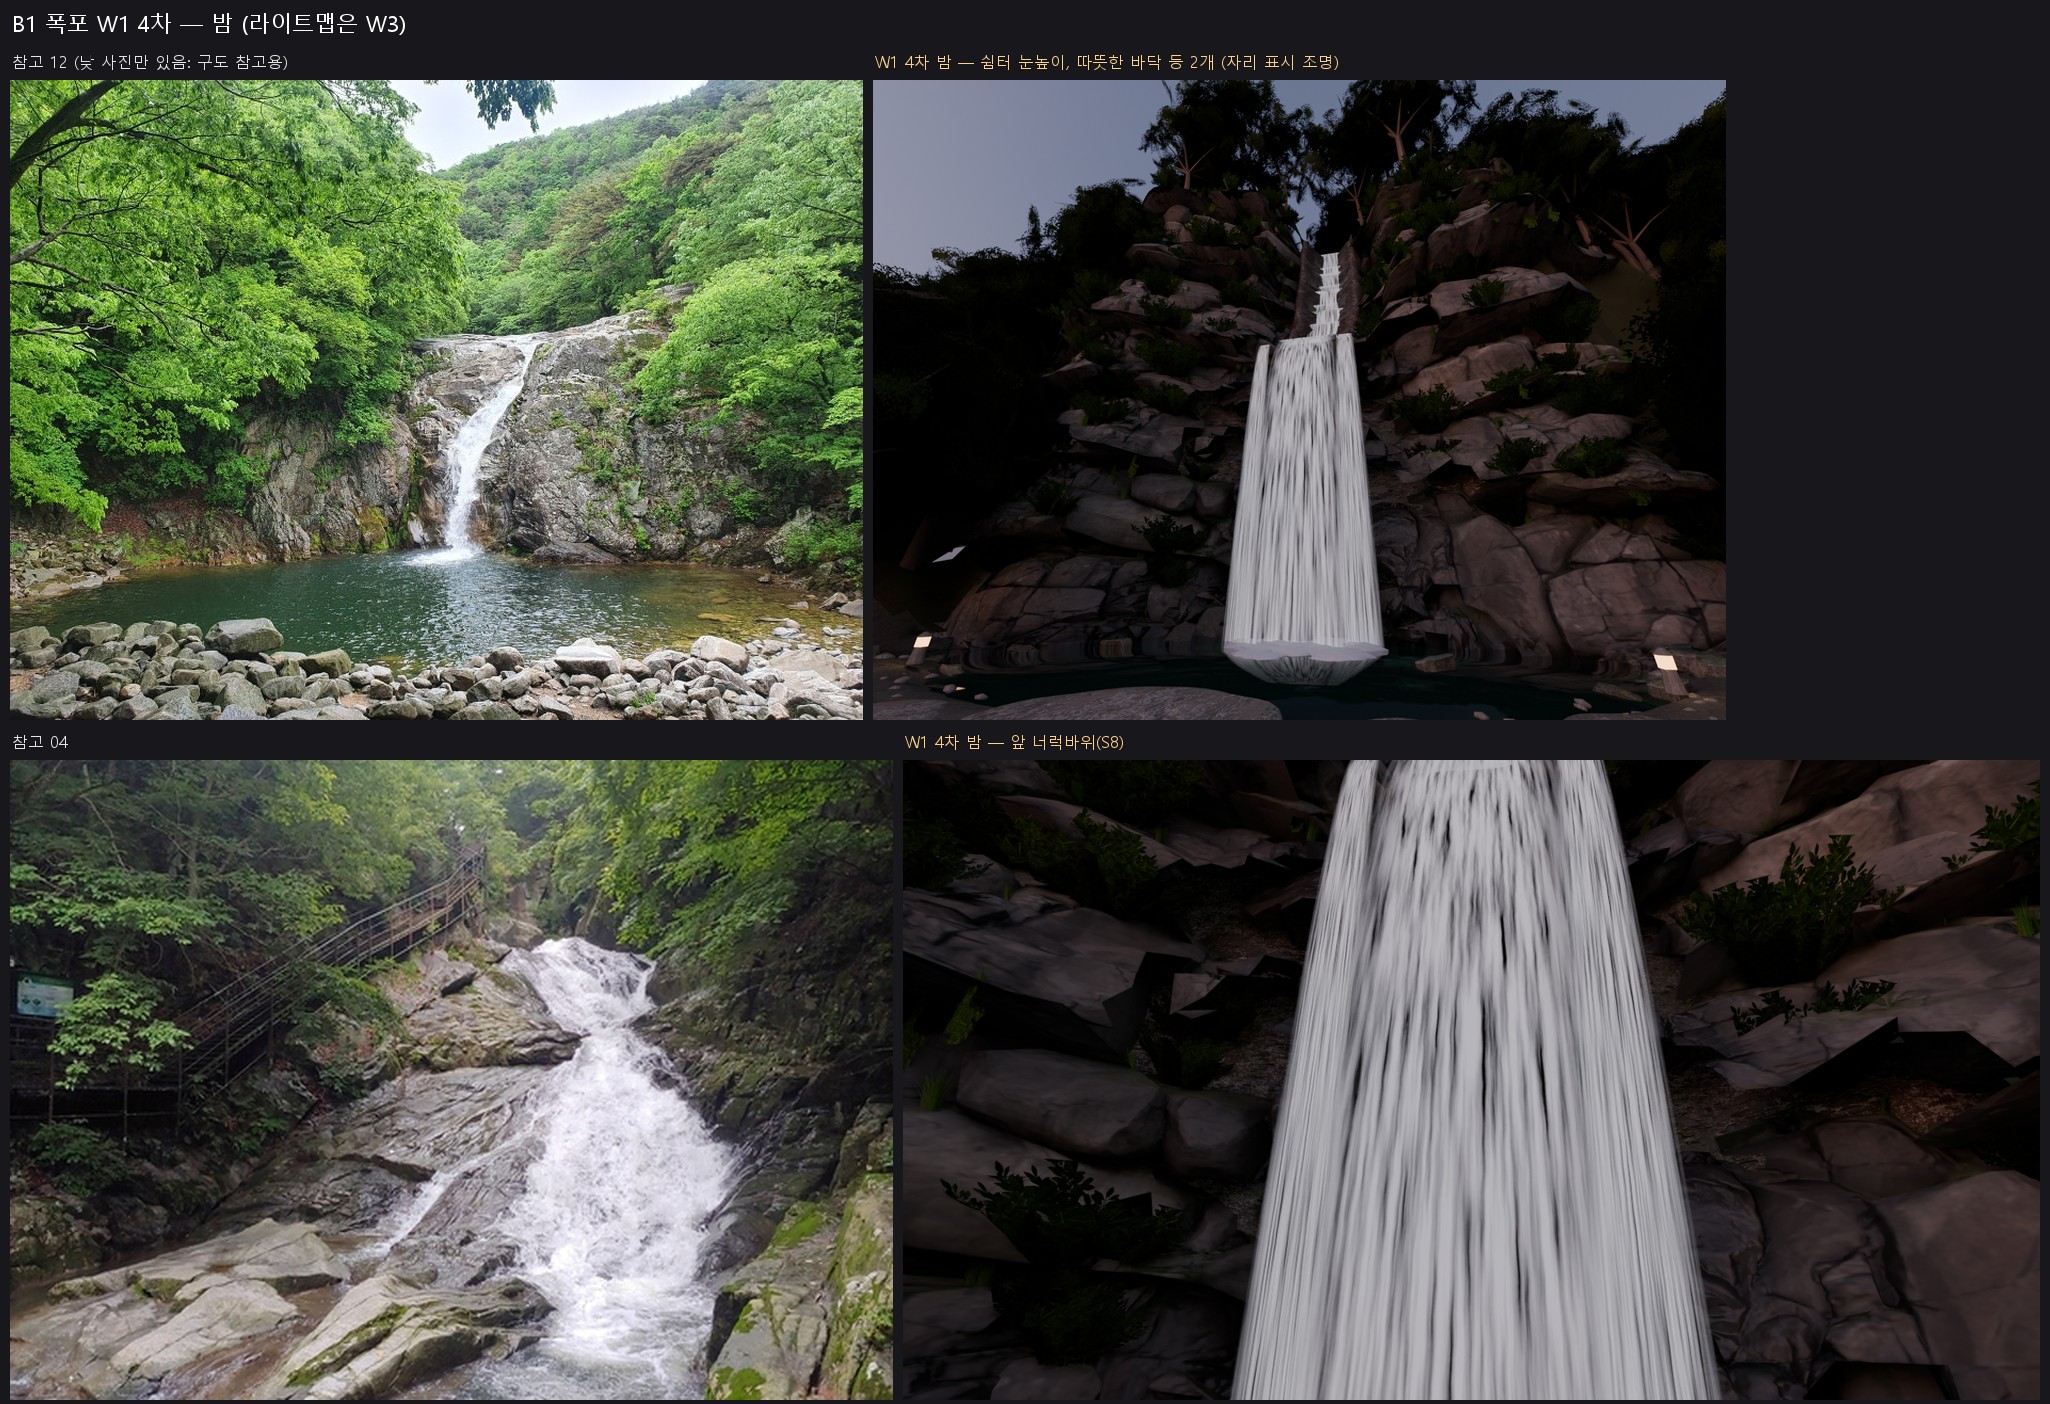 B1 폭포 W1 4차 — 밤 (라이트맵은 W3)
참고 12 (낮 사진만 있음: 구도 참고용)
W1 4차 밤 — 쉼터 눈높이, 따뜻한 바닥 등 2개 (자리 표시 조명)
참고 04
W1 4차 밤 — 앞 너럭바위(S8)